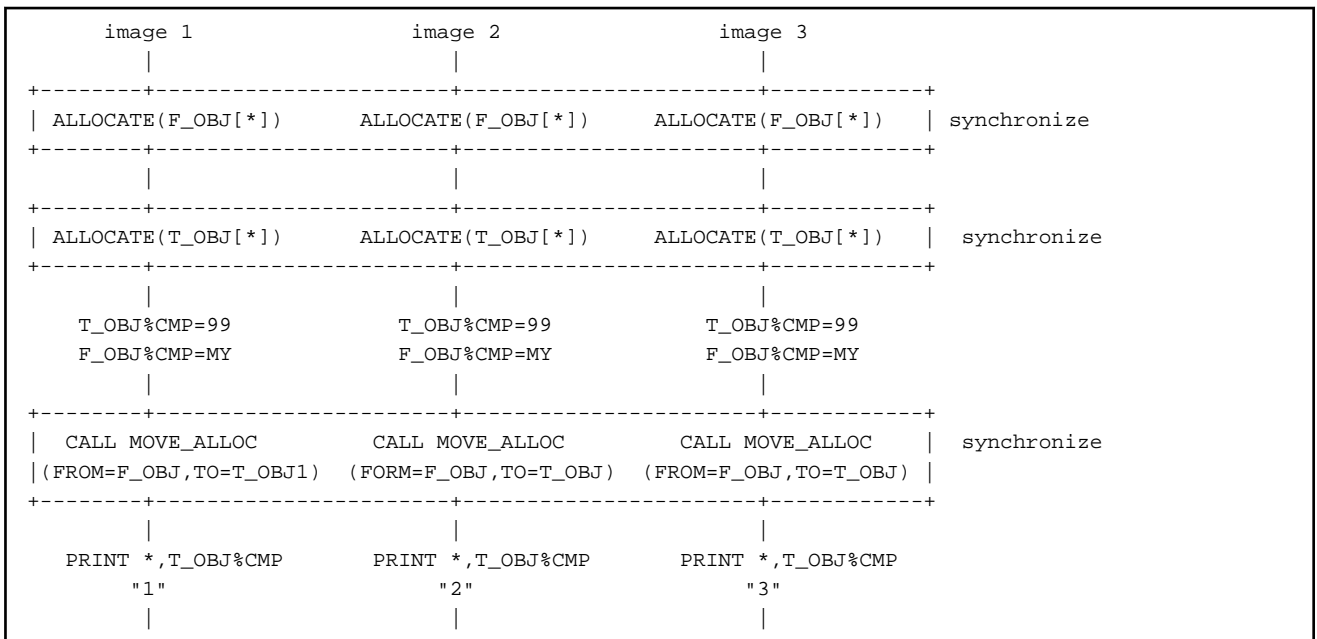 image 1 image 2 image 3
| | |
+--------+----------------------+----------------------+------------+
| ALLOCATE(F_OBJ[*]) ALLOCATE(F_OBJ[*]) ALLOCATE(F_OBJ[*]) | synchronize
+--------+----------------------+----------------------+------------+
| | |
+--------+----------------------+----------------------+------------+
| ALLOCATE(T_OBJ[*]) ALLOCATE(T_OBJ[*]) ALLOCATE(T_OBJ[*]) | synchronize
+--------+----------------------+----------------------+------------+
| | |
T_OBJ%CMP=99 T_OBJ%CMP=99 T_OBJ%CMP=99
F_OBJ%CMP=MY F_OBJ%CMP=MY F_OBJ%CMP=MY
| | |
+--------+----------------------+----------------------+------------+
| CALL MOVE_ALLOC CALL MOVE_ALLOC CALL MOVE_ALLOC | synchronize
|(FROM=F_OBJ,TO=T_OBJ1) (FORM=F_OBJ,TO=T_OBJ) (FROM=F_OBJ,TO=T_OBJ) |
+--------+----------------------+----------------------+------------+
| | |
PRINT *,T_OBJ%CMP PRINT *,T_OBJ%CMP PRINT *,T_OBJ%CMP
"1" "2" "3"
| | |